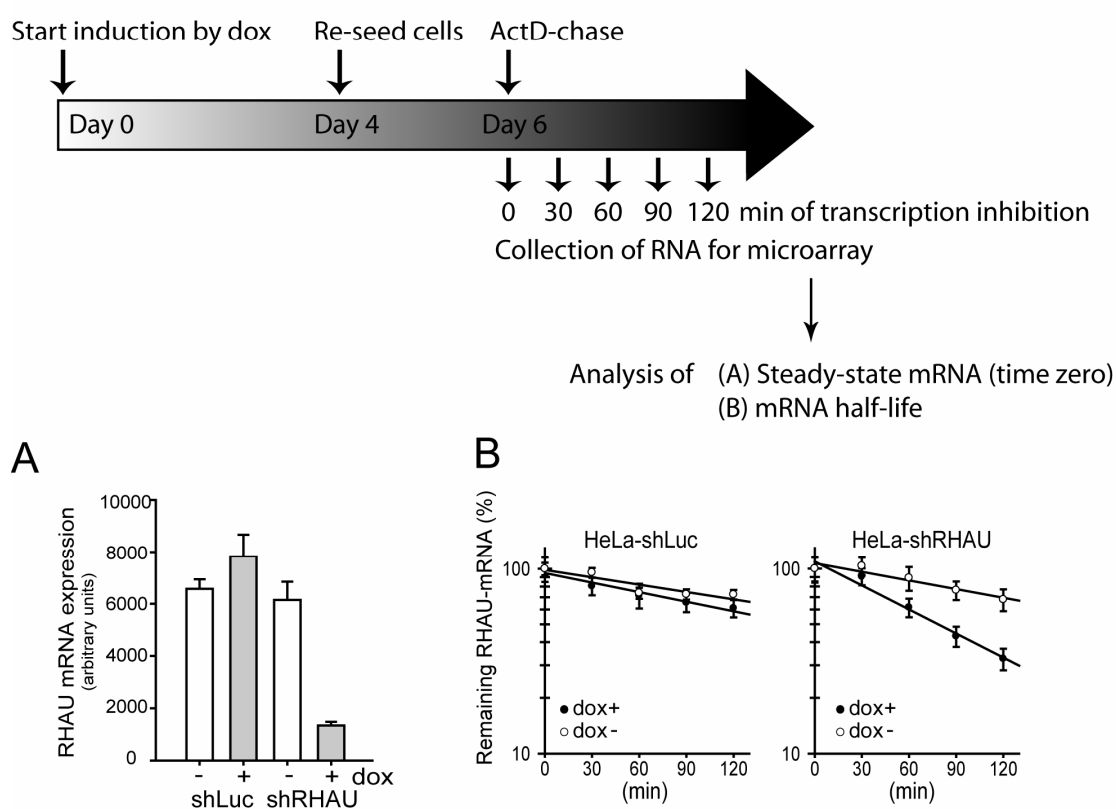 Start induction by dox
Re-seed cells
ActD-chase
Day 0
Day 4
Day 6
0 30 60 90 120 min of transcription inhibition
Collection of RNA for microarray
Analysis of (A) Steady-state mRNA (time zero)
(B) mRNA half-life
A
RHAU mRNA expression
(arbitrary units)
10000
8000
6000
4000
2000
0
- + - + dox
shLuc shRHAU
B
Remaining RHAU-mRNA (%)
HeLa-shLuc
100
10
dox+
dox-
0 30 60 90 120
(min)
HeLa-shRHAU
100
10
dox+
dox-
0 30 60 90 120
(min)